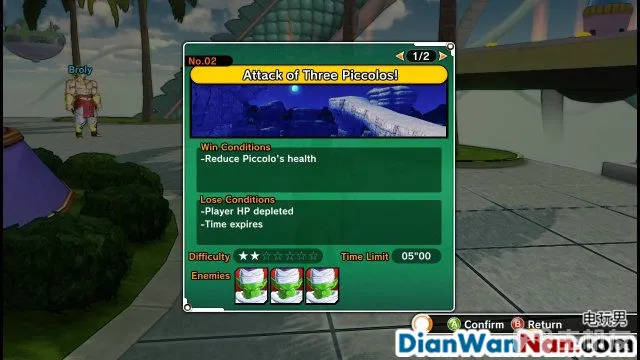 Broly
No.02
1/2
Attack of Three Piccolos!
Win Conditions
-Reduce Piccolo's health
Lose Conditions
-Player HP depleted
-Time expires
Difficulty
Time Limit 05"00
Enemies
A Confirm B Return
电玩男
DianWanNan.com